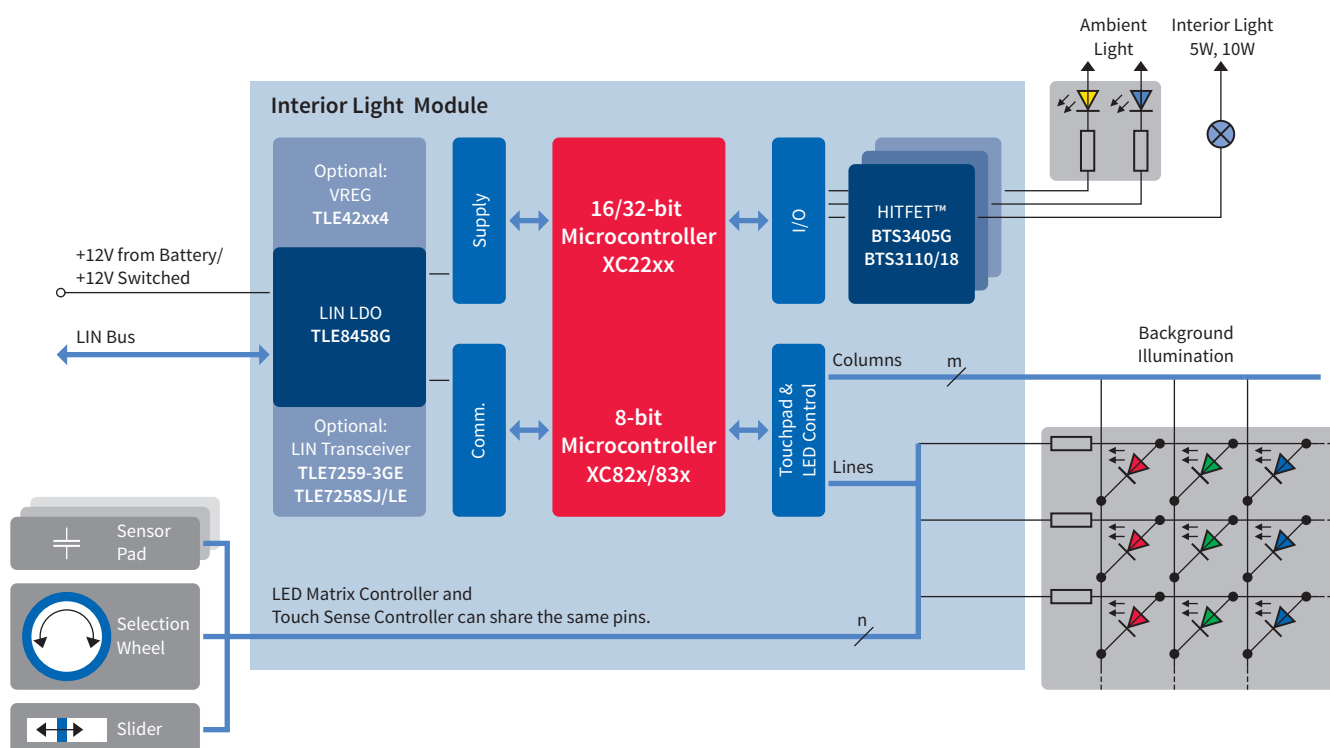 Ambient
Light
Interior Light
5W, 10W
Interior Light Module
Optional:
VREG
TLE42xx4
Supply
16/32-bit
Microcontroller
XC22xx
I/O
HITFET™
BTS3405G
BTS3110/18
+12V from Battery/
+12V Switched
LIN LDO
TLE8458G
LIN Bus
Background
Illumination
Columns
m
Comm.
8-bit
Microcontroller
XC82x/83x
Touchpad &
LED Control
Optional:
LIN Transceiver
TLE7259-3GE
TLE7258SJ/LE
Lines
Sensor
Pad
LED Matrix Controller and
Touch Sense Controller can share the same pins.
n
Selection
Wheel
Slider